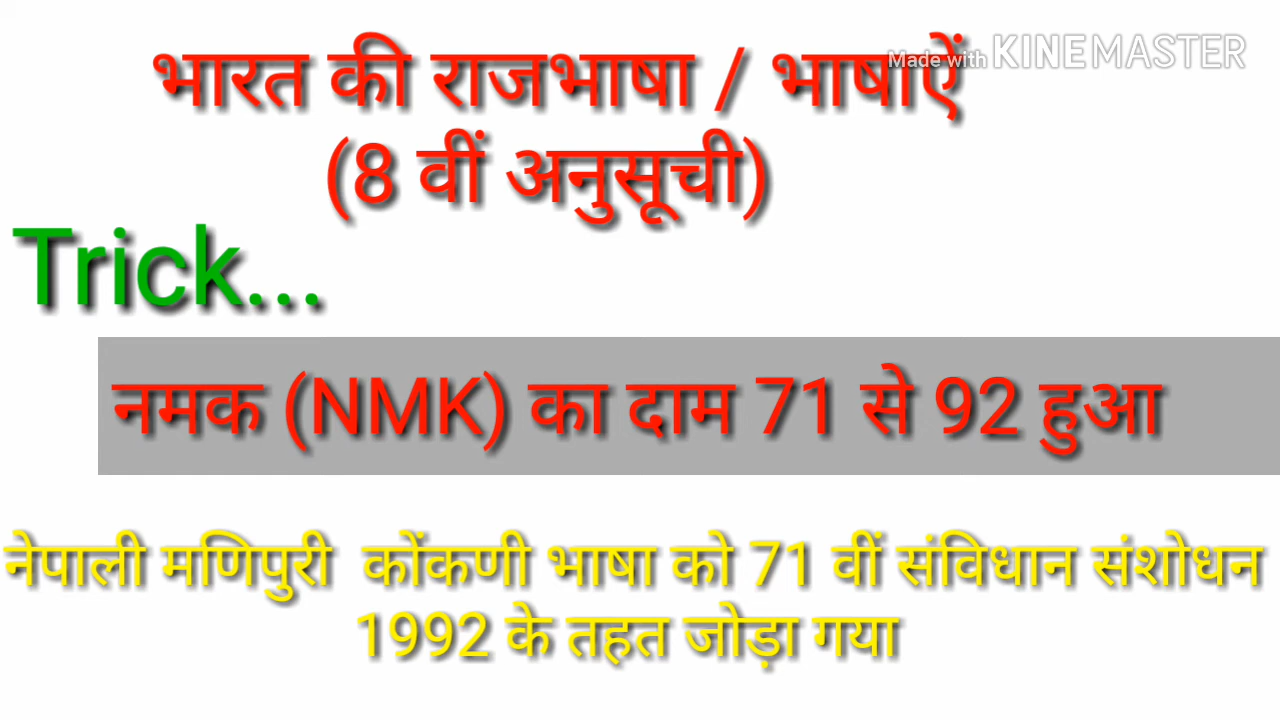 भारत की राजभाषा / भाषाऐं
Made with KINEMASTER
(8 वीं अनुसूची)
Trick...
नमक (NMK) का दाम 71 से 92 हुआ
नेपाली मणिपुरी कोंकणी भाषा को 71 वीं संविधान संशोधन
1992 के तहत जोड़ा गया